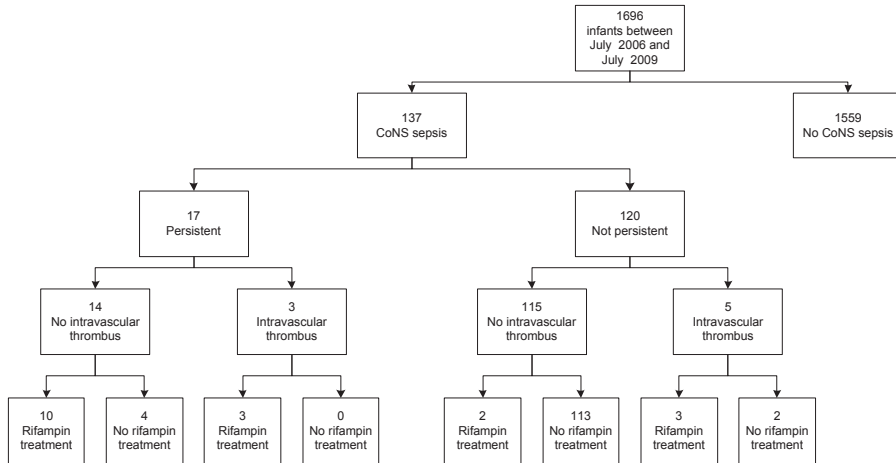 1696
infants between
July 2006 and
July 2009
137
CoNS sepsis
1559
No CoNS sepsis
17
Persistent
120
Not persistent
14
No intravascular
thrombus
3
Intravascular
thrombus
115
No intravascular
thrombus
5
Intravascular
thrombus
10
Rifampin
treatment
4
No rifampin
treatment
3
Rifampin
treatment
0
No rifampin
treatment
2
Rifampin
treatment
113
No rifampin
treatment
3
Rifampin
treatment
2
No rifampin
treatment